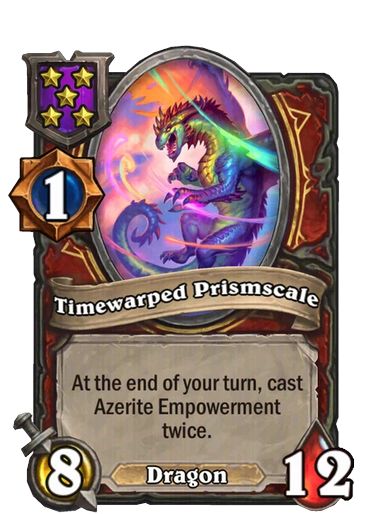 1
Timewarped Prismscale
At the end of your turn, cast
Azerite Empowerment
twice.
8
Dragon
12